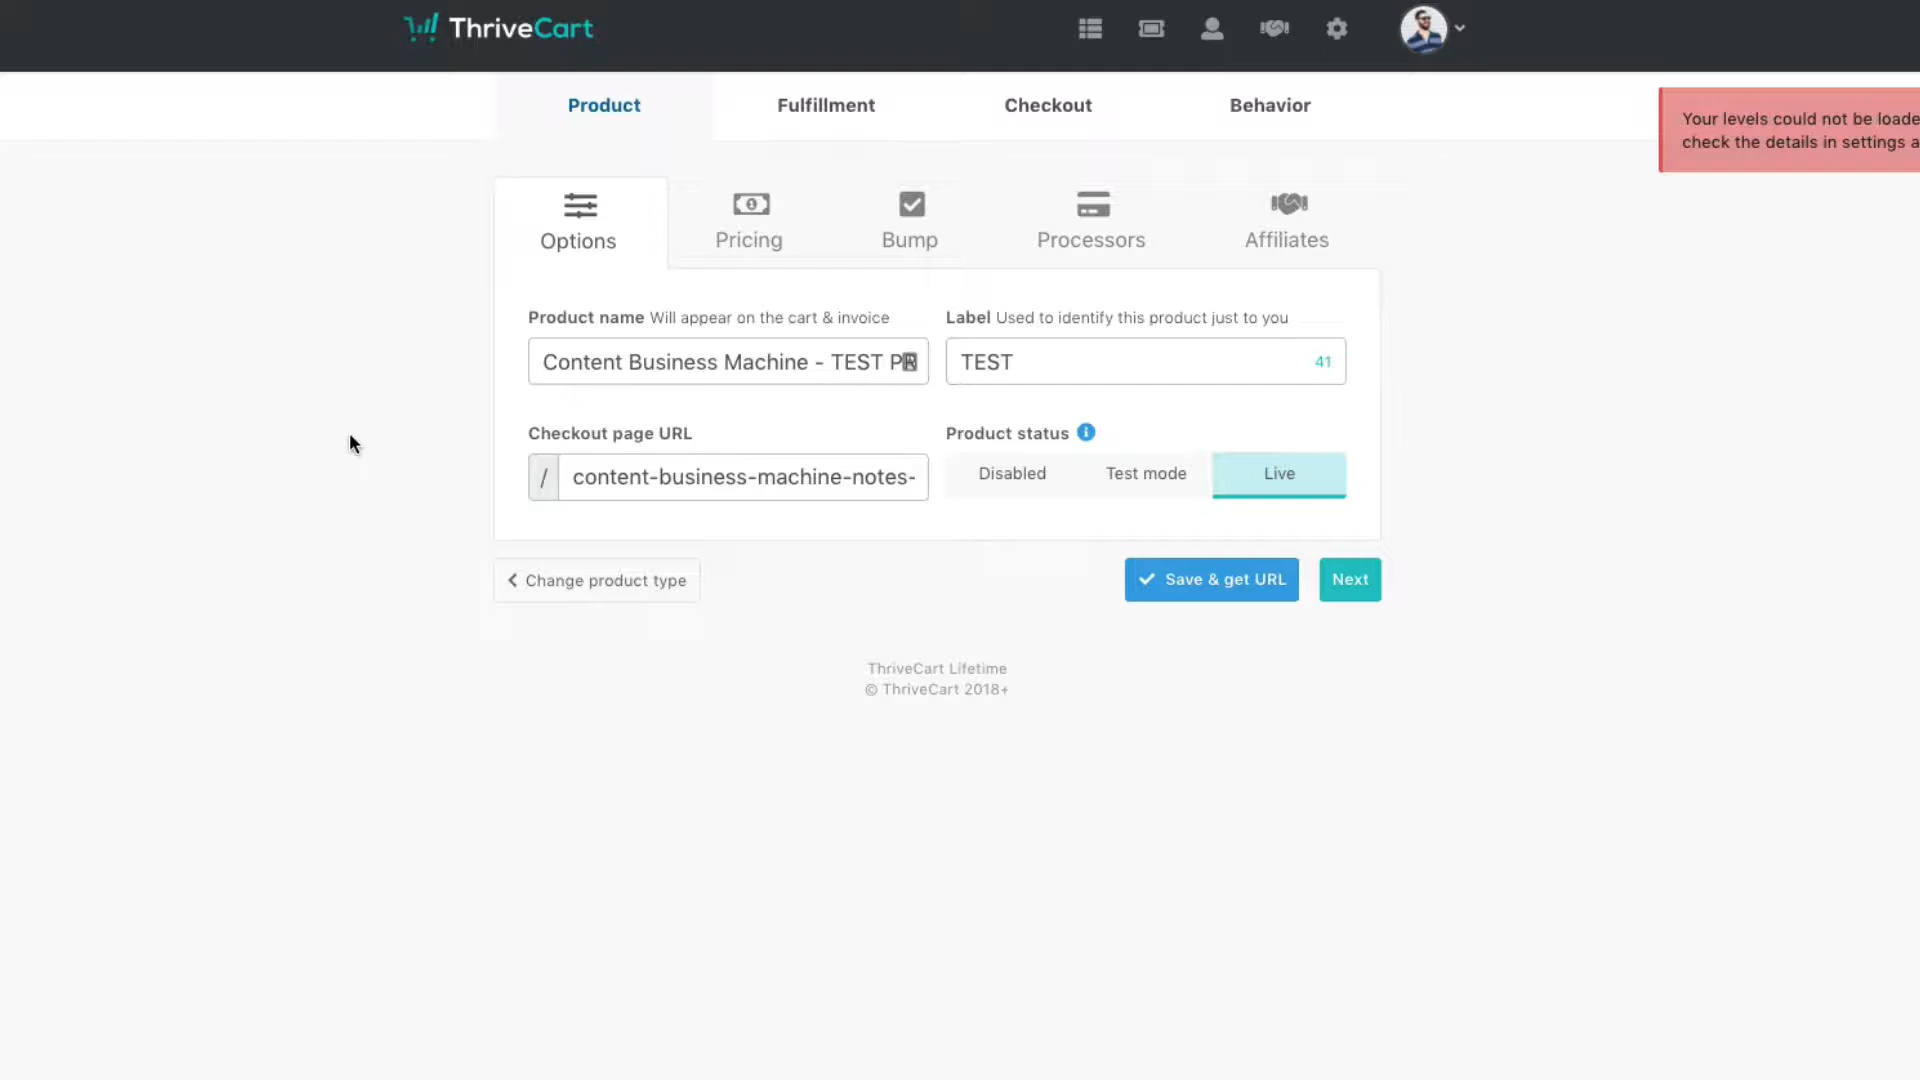 ThriveCart
Product
Fulfillment
Checkout
Behavior
Your levels could not be loade
check the details in settings a
Options
Pricing
Bump
Processors
Affiliates
Product name Will appear on the cart & invoice
Label Used to identify this product just to you
Content Business Machine - TEST
TEST
41
Checkout page URL
Product status
/
content-business-machine-notes-
Disabled
Test mode
Live
Change product type
Save & get URL
Next
ThriveCart Lifetime
© ThriveCart 2018+